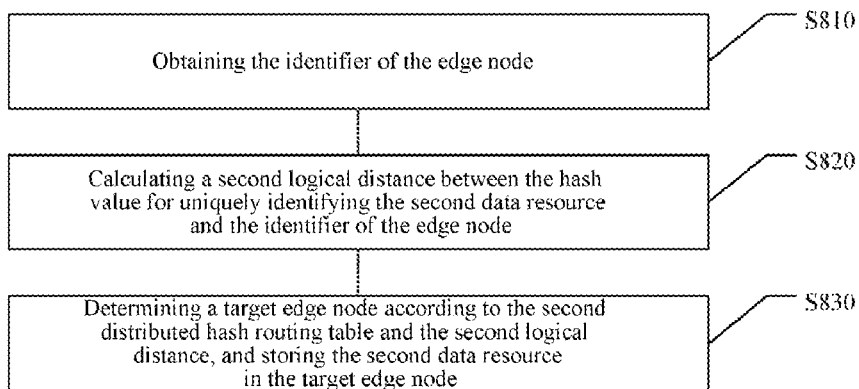 S810
Obtaining the identifier of the edge node
S820
Calculating a second logical distance between the hash
value for uniquely identifying the second data resource
and the identifier of the edge node
S830
Determining a target edge node according to the second
distributed hash routing table and the second logical
distance, and storing the second data resource
in the target edge node